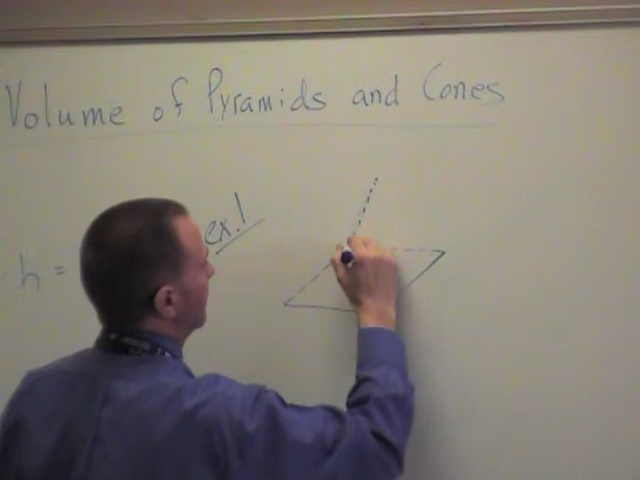 Volume of Pyramids and Cones
ex!
h =